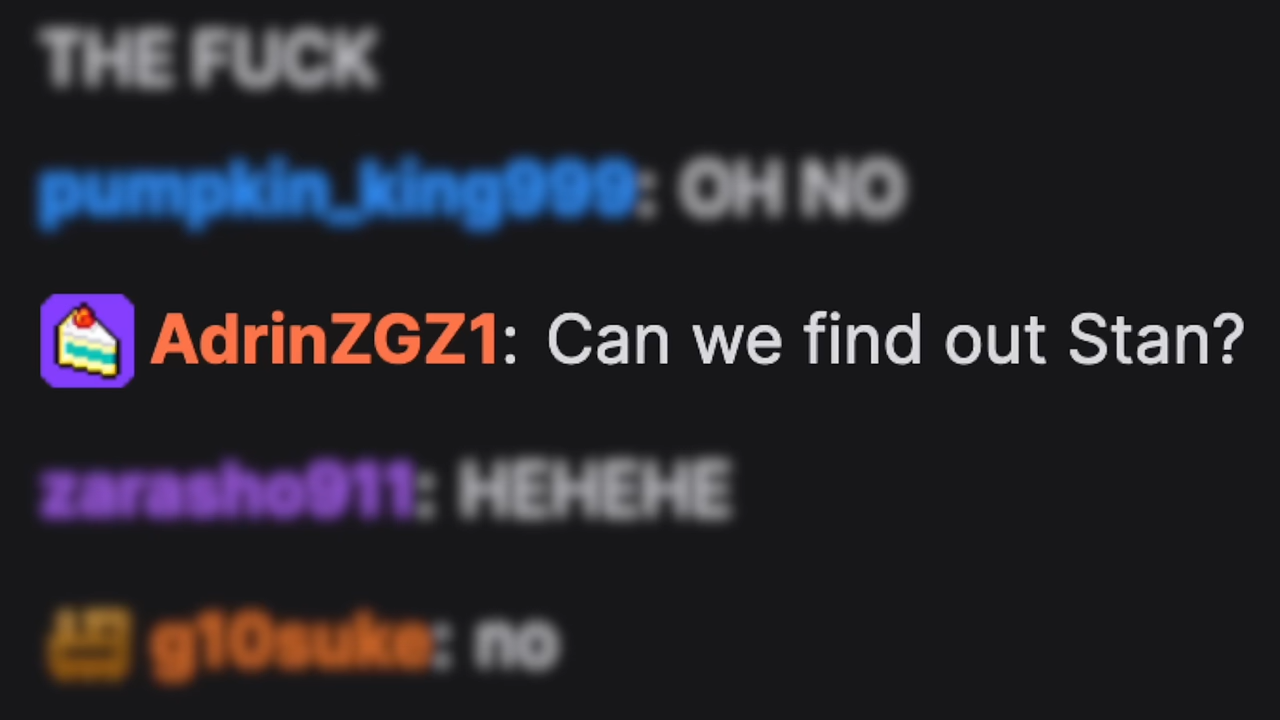 THE FUCK
pumpkin_king999: OH NO
AdrinZGZ1: Can we find out Stan?
zarasho911: HEHEHE
g10suke: no